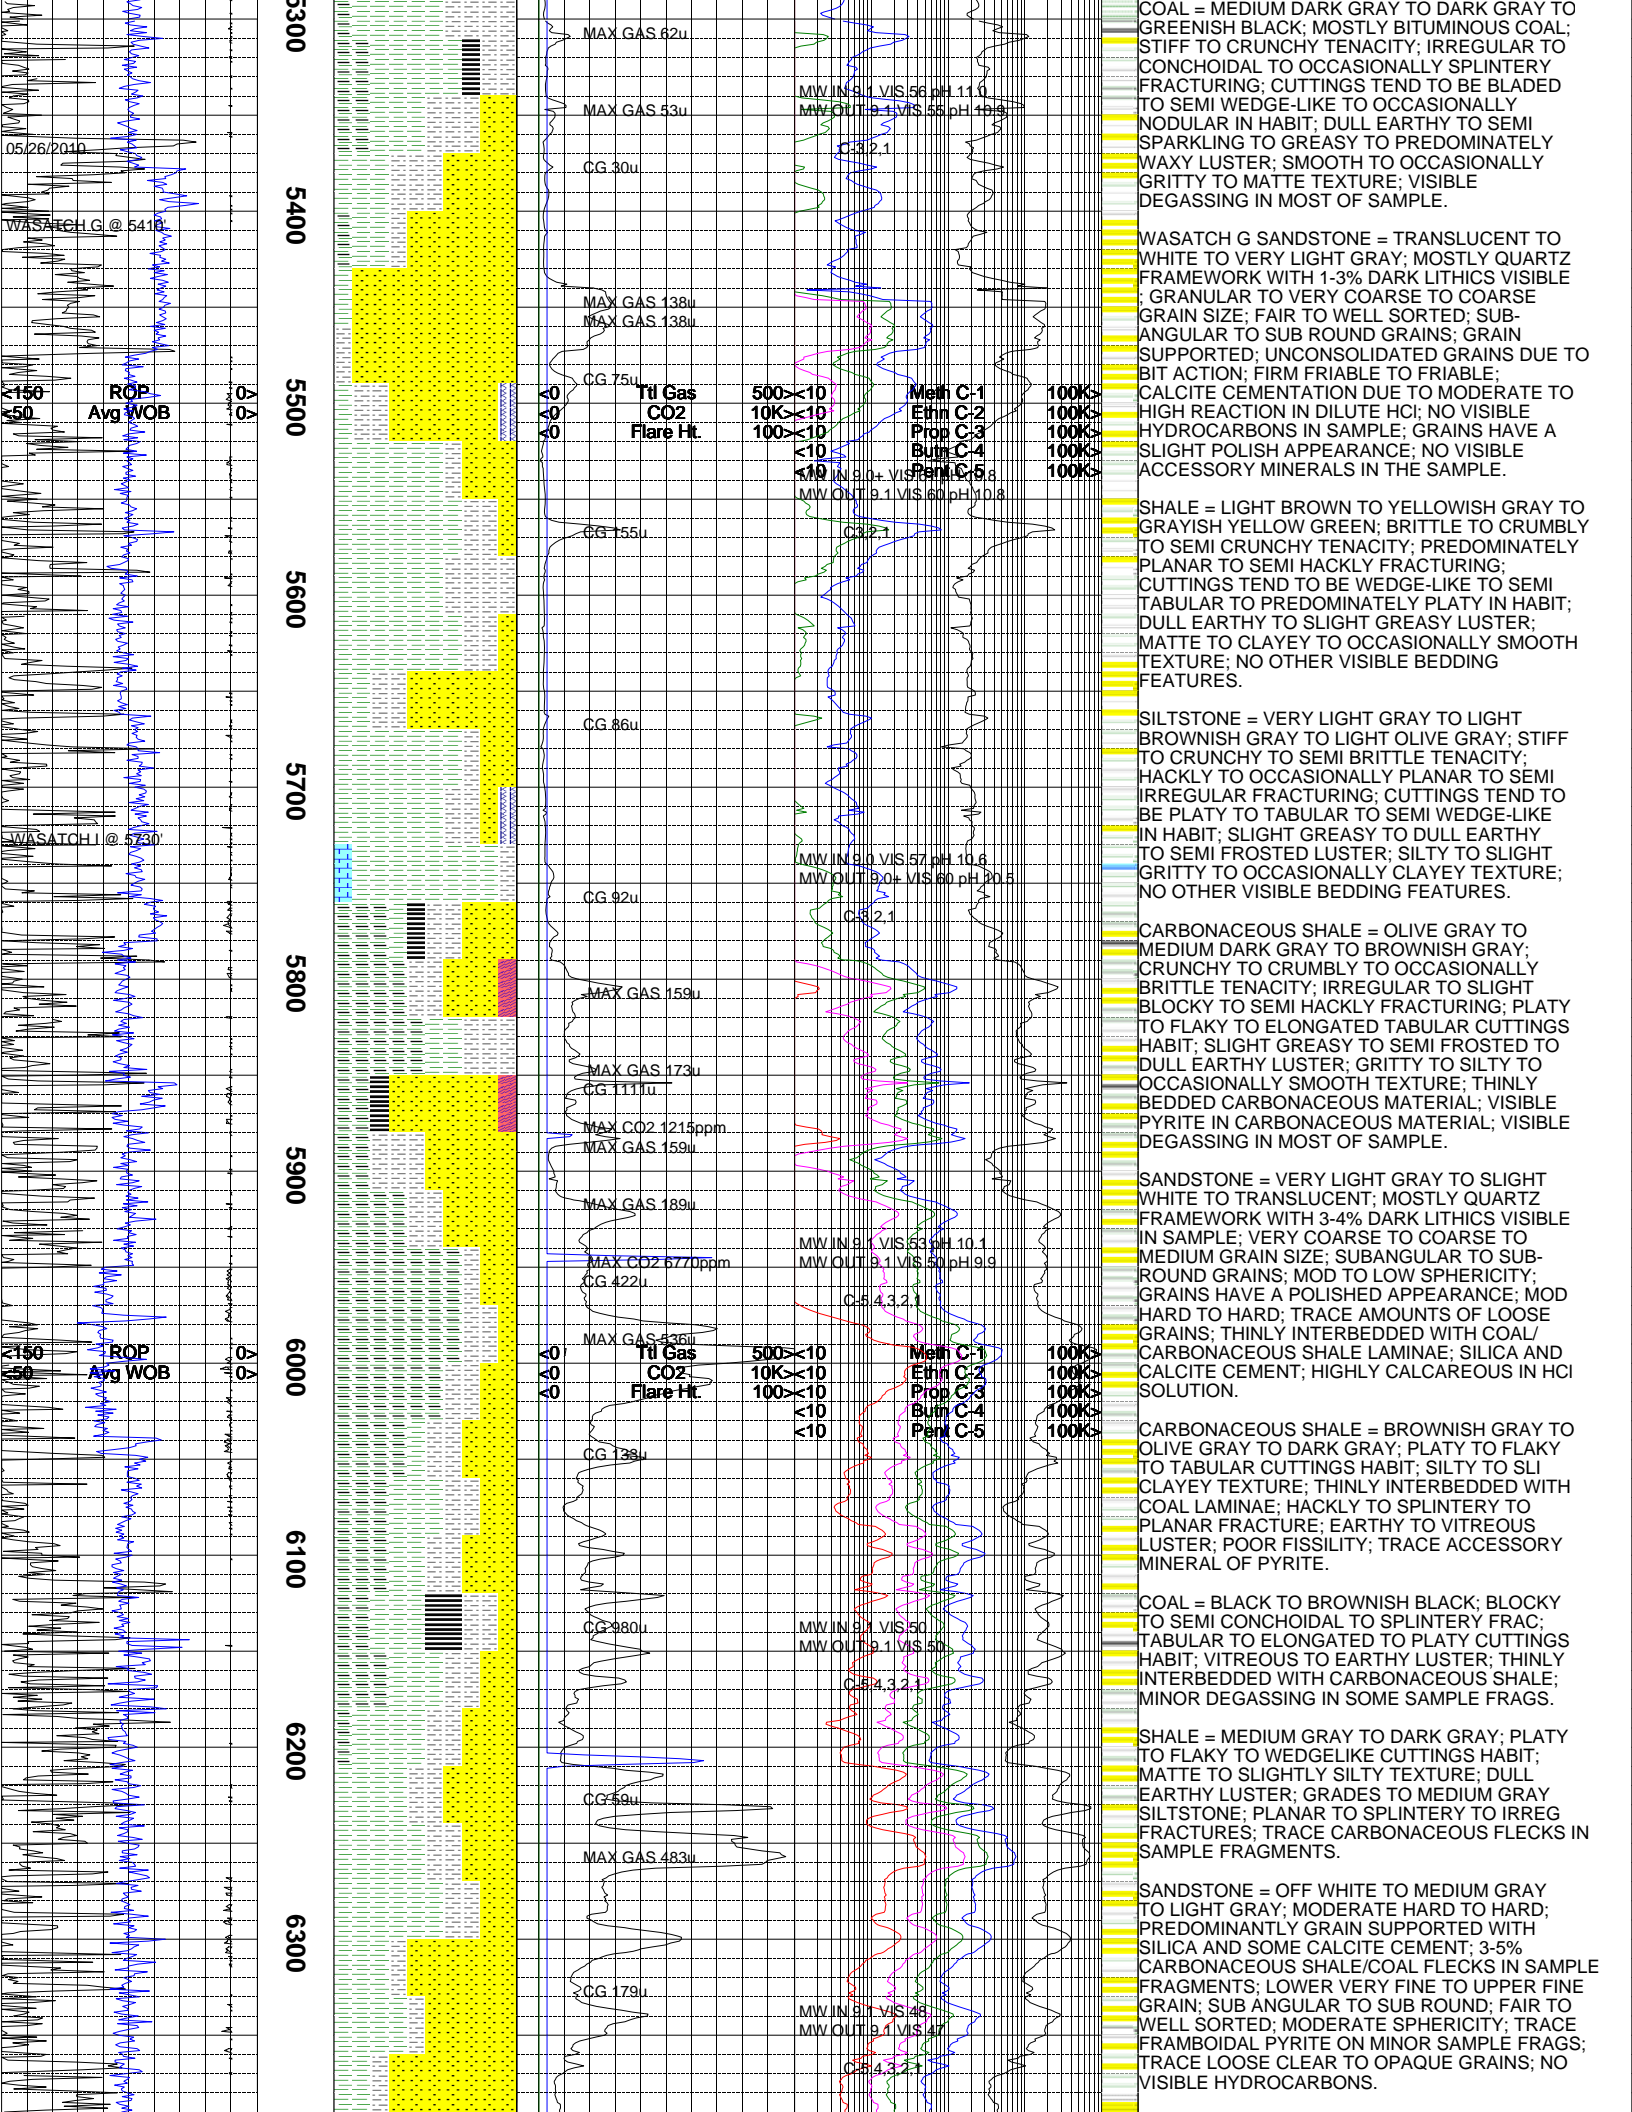 5300
5400
5500
5600
5700
5800
5900
6000
6100
6200
6300
05/26/2010
WASATCH G @ 5410'
<150 ROP 0>
<50 Avg WOB 0>
WASATCH I @ 5730'
<150 ROP 0>
<50 Avg WOB 0>
MAX GAS 62u
MAX GAS 53u
CG 30u
MAX GAS 138u
MAX GAS 138u
CG 75u
<0 Ttl Gas 500>
<0 CO2 10K>
<0 Flare Ht. 100>
CG 155u
CG 86u
CG 92u
MAX GAS 159u
MAX GAS 173u
CG 1111u
MAX CO2 1215ppm
MAX GAS 159u
MAX GAS 189u
MAX CO2 6770ppm
CG 422u
MAX GAS 536u
<0 Ttl Gas 500>
<0 CO2 10K>
<0 Flare Ht. 100>
CG 133u
CG 980u
CG 59u
MAX GAS 483u
CG 179u
MW IN 9.1 VIS 56 pH 11.0
MW OUT 9.1 VIS 55 pH 10.9
C-3,2,1
<10 Meth C-1 100K>
<10 Ethn C-2 100K>
<10 Prop C-3 100K>
<10 Butn C-4 100K>
<10 Pent C-5 100K>
MW IN 9.0+ VIS
MW OUT 9.1 VIS 60 pH 10.8
C3,2,1
MW IN 9.0 VIS 57 pH 10.6
MW OUT 9.0+ VIS 60 pH 10.5
C-3,2,1
MW IN 9.1 VIS 53 pH 10.1
MW OUT 9.1 VIS 50 pH 9.9
C-5,4,3,2,1
<10 Meth C-1 100K>
<10 Ethn C-2 100K>
<10 Prop C-3 100K>
<10 Butn C-4 100K>
<10 Pent C-5 100K>
MW IN 9.1 VIS 50
MW OUT 9.1 VIS 50
C-5,4,3,2,1
MW IN 9.1 VIS 48
MW OUT 9.1 VIS 47
C-5,4,3,2,1
COAL = MEDIUM DARK GRAY TO DARK GRAY TO
GREENISH BLACK; MOSTLY BITUMINOUS COAL;
STIFF TO CRUNCHY TENACITY; IRREGULAR TO
CONCHOIDAL TO OCCASIONALLY SPLINTERY
FRACTURING; CUTTINGS TEND TO BE BLADED
TO SEMI WEDGE-LIKE TO OCCASIONALLY
NODULAR IN HABIT; DULL EARTHY TO SEMI
SPARKLING TO GREASY TO PREDOMINATELY
WAXY LUSTER; SMOOTH TO OCCASIONALLY
GRITTY TO MATTE TEXTURE; VISIBLE
DEGASSING IN MOST OF SAMPLE.
WASATCH G SANDSTONE = TRANSLUCENT TO
WHITE TO VERY LIGHT GRAY; MOSTLY QUARTZ
FRAMEWORK WITH 1-3% DARK LITHICS VISIBLE
; GRANULAR TO VERY COARSE TO COARSE
GRAIN SIZE; FAIR TO WELL SORTED; SUB-
ANGULAR TO SUB ROUND GRAINS; GRAIN
SUPPORTED; UNCONSOLIDATED GRAINS DUE TO
BIT ACTION; FIRM FRIABLE TO FRIABLE;
CALCITE CEMENTATION DUE TO MODERATE TO
HIGH REACTION IN DILUTE HCl; NO VISIBLE
HYDROCARBONS IN SAMPLE; GRAINS HAVE A
SLIGHT POLISH APPEARANCE; NO VISIBLE
ACCESSORY MINERALS IN THE SAMPLE.
SHALE = LIGHT BROWN TO YELLOWISH GRAY TO
GRAYISH YELLOW GREEN; BRITTLE TO CRUMBLY
TO SEMI CRUNCHY TENACITY; PREDOMINATELY
PLANAR TO SEMI HACKLY FRACTURING;
CUTTINGS TEND TO BE WEDGE-LIKE TO SEMI
TABULAR TO PREDOMINATELY PLATY IN HABIT;
DULL EARTHY TO SLIGHT GREASY LUSTER;
MATTE TO CLAYEY TO OCCASIONALLY SMOOTH
TEXTURE; NO OTHER VISIBLE BEDDING
FEATURES.
SILTSTONE = VERY LIGHT GRAY TO LIGHT
BROWNISH GRAY TO LIGHT OLIVE GRAY; STIFF
TO CRUNCHY TO SEMI BRITTLE TENACITY;
HACKLY TO OCCASIONALLY PLANAR TO SEMI
IRREGULAR FRACTURING; CUTTINGS TEND TO
BE PLATY TO TABULAR TO SEMI WEDGE-LIKE
IN HABIT; SLIGHT GREASY TO DULL EARTHY
TO SEMI FROSTED LUSTER; SILTY TO SLIGHT
GRITTY TO OCCASIONALLY CLAYEY TEXTURE;
NO OTHER VISIBLE BEDDING FEATURES.
CARBONACEOUS SHALE = OLIVE GRAY TO
MEDIUM DARK GRAY TO BROWNISH GRAY;
CRUNCHY TO CRUMBLY TO OCCASIONALLY
BRITTLE TENACITY; IRREGULAR TO SLIGHT
BLOCKY TO SEMI HACKLY FRACTURING; PLATY
TO FLAKY TO ELONGATED TABULAR CUTTINGS
HABIT; SLIGHT GREASY TO SEMI FROSTED TO
DULL EARTHY LUSTER; GRITTY TO SILTY TO
OCCASIONALLY SMOOTH TEXTURE; THINLY
BEDDED CARBONACEOUS MATERIAL; VISIBLE
PYRITE IN CARBONACEOUS MATERIAL; VISIBLE
DEGASSING IN MOST OF SAMPLE.
SANDSTONE = VERY LIGHT GRAY TO SLIGHT
WHITE TO TRANSLUCENT; MOSTLY QUARTZ
FRAMEWORK WITH 3-4% DARK LITHICS VISIBLE
IN SAMPLE; VERY COARSE TO COARSE TO
MEDIUM GRAIN SIZE; SUBANGULAR TO SUB-
ROUND GRAINS; MOD TO LOW SPHERICITY;
GRAINS HAVE A POLISHED APPEARANCE; MOD
HARD TO HARD; TRACE AMOUNTS OF LOOSE
GRAINS; THINLY INTERBEDDED WITH COAL/
CARBONACEOUS SHALE LAMINAE; SILICA AND
CALCITE CEMENT; HIGHLY CALCAREOUS IN HCl
SOLUTION.
CARBONACEOUS SHALE = BROWNISH GRAY TO
OLIVE GRAY TO DARK GRAY; PLATY TO FLAKY
TO TABULAR CUTTINGS HABIT; SILTY TO SLI
CLAYEY TEXTURE; THINLY INTERBEDDED WITH
COAL LAMINAE; HACKLY TO SPLINTERY TO
PLANAR FRACTURE; EARTHY TO VITREOUS
LUSTER; POOR FISSILITY; TRACE ACCESSORY
MINERAL OF PYRITE.
COAL = BLACK TO BROWNISH BLACK; BLOCKY
TO SEMI CONCHOIDAL TO SPLINTERY FRAC;
TABULAR TO ELONGATED TO PLATY CUTTINGS
HABIT; VITREOUS TO EARTHY LUSTER; THINLY
INTERBEDDED WITH CARBONACEOUS SHALE;
MINOR DEGASSING IN SOME SAMPLE FRAGS.
SHALE = MEDIUM GRAY TO DARK GRAY; PLATY
TO FLAKY TO WEDGELIKE CUTTINGS HABIT;
MATTE TO SLIGHTLY SILTY TEXTURE; DULL
EARTHY LUSTER; GRADES TO MEDIUM GRAY
SILTSTONE; PLANAR TO SPLINTERY TO IRREG
FRACTURES; TRACE CARBONACEOUS FLECKS IN
SAMPLE FRAGMENTS.
SANDSTONE = OFF WHITE TO MEDIUM GRAY
TO LIGHT GRAY; MODERATE HARD TO HARD;
PREDOMINANTLY GRAIN SUPPORTED WITH
SILICA AND SOME CALCITE CEMENT; 3-5%
CARBONACEOUS SHALE/COAL FLECKS IN SAMPLE
FRAGMENTS; LOWER VERY FINE TO UPPER FINE
GRAIN; SUB ANGULAR TO SUB ROUND; FAIR TO
WELL SORTED; MODERATE SPHERICITY; TRACE
FRAMBOIDAL PYRITE ON MINOR SAMPLE FRAGS;
TRACE LOOSE CLEAR TO OPAQUE GRAINS; NO
VISIBLE HYDROCARBONS.